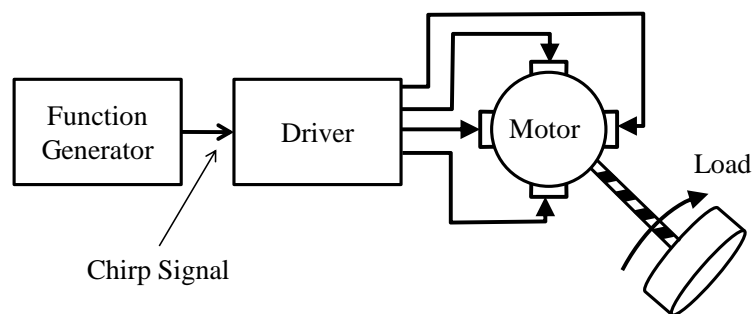 Function
Generator
Driver
Motor
Load
Chirp Signal